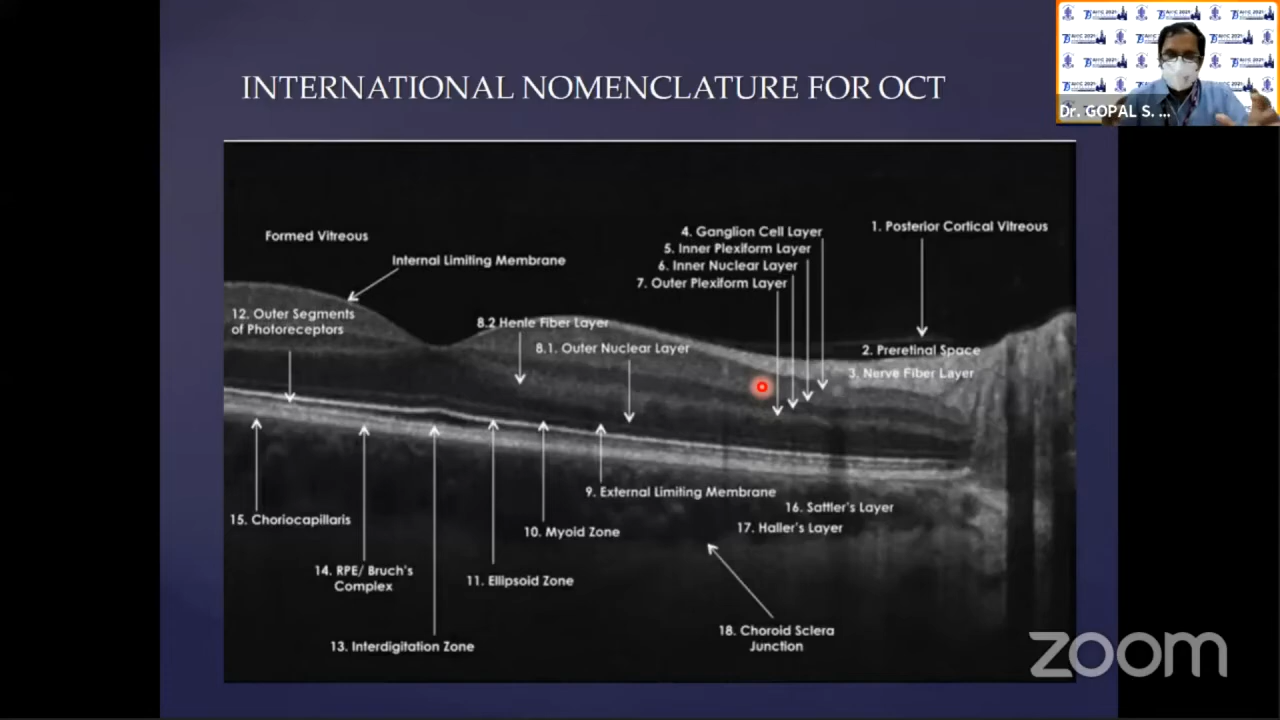 INTERNATIONAL NOMENCLATURE FOR OCT
Dr. GOPAL S. ...
Formed Vitreous
Internal Limiting Membrane
4. Ganglion Cell Layer
5. Inner Plexiform Layer
6. Inner Nuclear Layer
7. Outer Plexiform Layer
1. Posterior Cortical Vitreous
12. Outer Segments
of Photoreceptors
8.2 Henle Fiber Layer
8.1. Outer Nuclear Layer
2. Preretinal Space
3. Nerve Fiber Layer
9. External Limiting Membrane
16. Sattler's Layer
17. Haller's Layer
15. Choriocapillaris
10. Myoid Zone
14. RPE/ Bruch's
Complex
11. Ellipsoid Zone
13. Interdigitation Zone
18. Choroid Sclera
Junction
zoom